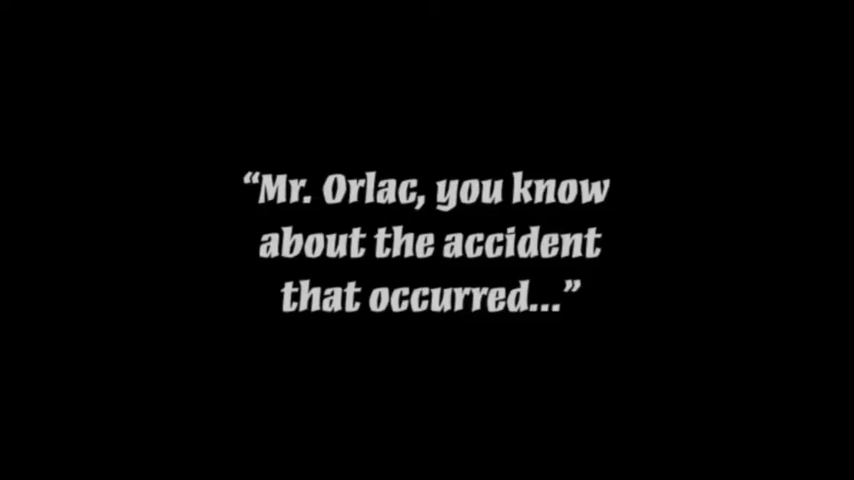 “Mr. Orlac, you know
about the accident
that occurred...”